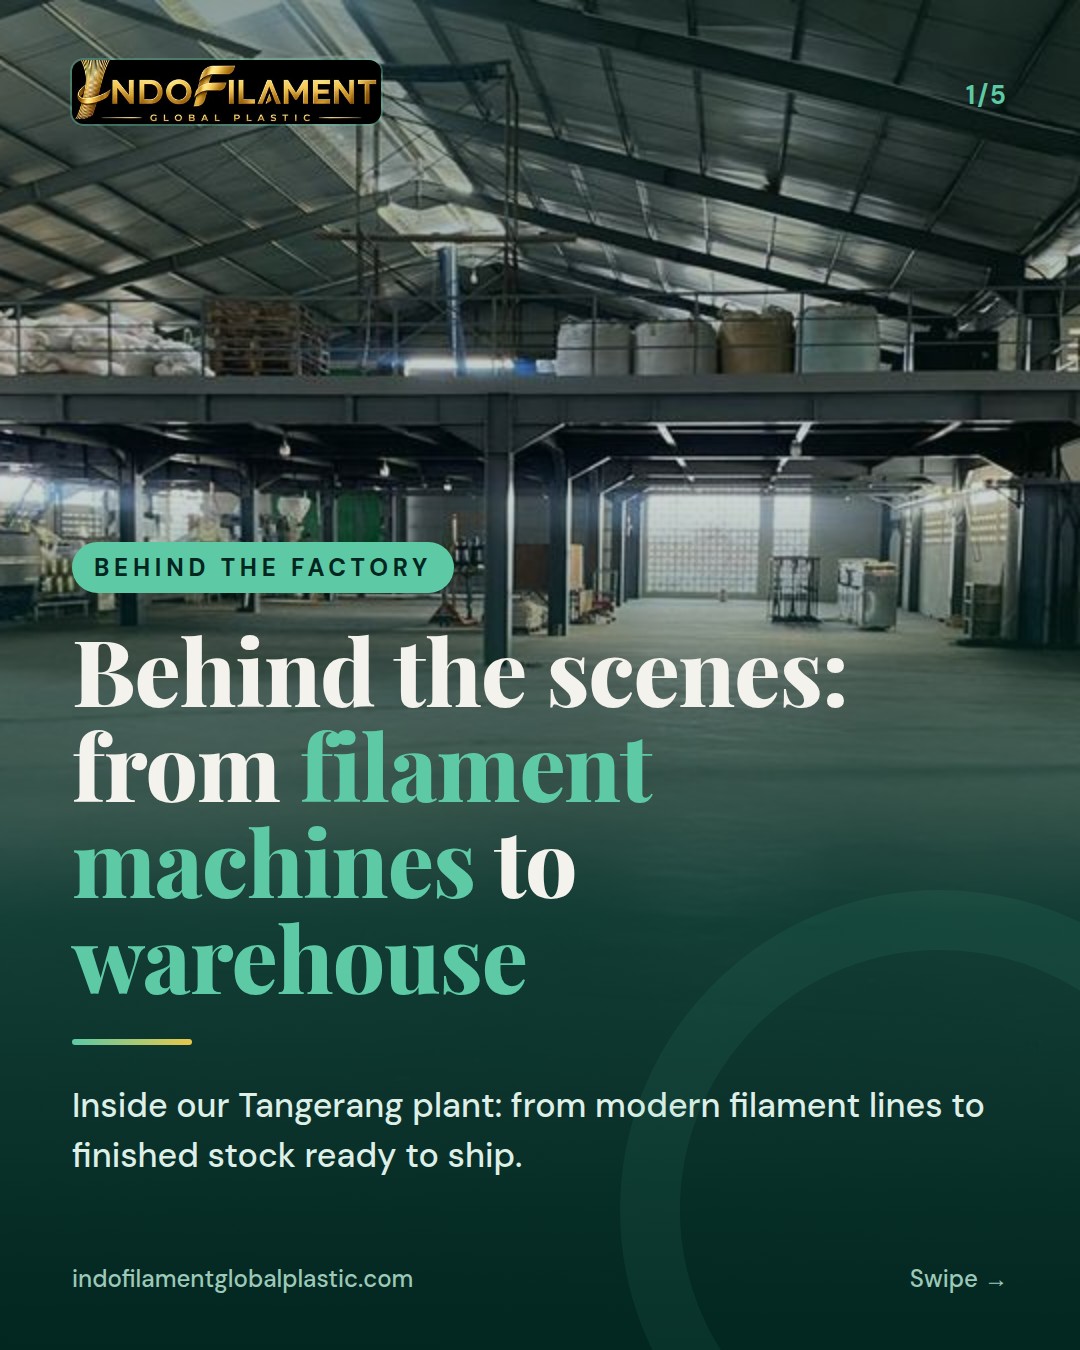 INDOFILAMENT
GLOBAL PLASTIC
1/5
BEHIND THE FACTORY
Behind the scenes:
from filament
machines to
warehouse
Inside our Tangerang plant: from modern filament lines to
finished stock ready to ship.
indofilamentglobalplastic.com
Swipe →